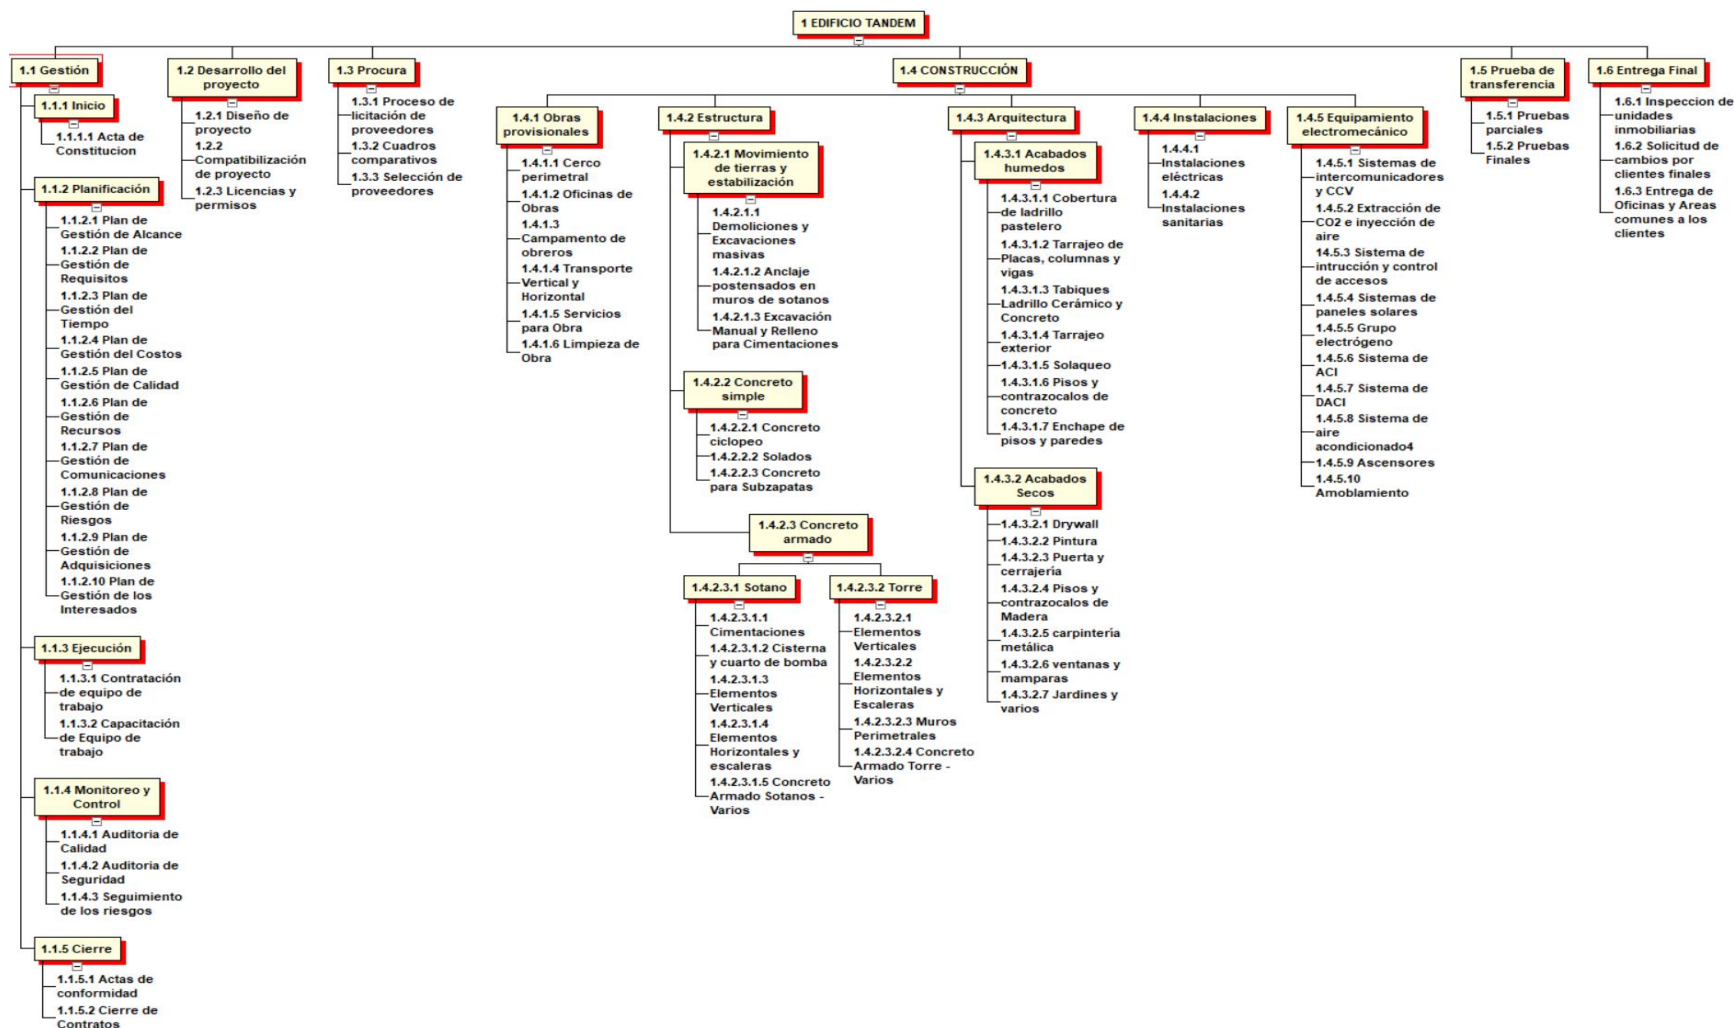 1 EDIFICIO TANDEM
1.1 Gestión
1.1.1 Inicio
1.1.1.1 Acta de
Constitucion
1.1.2 Planificación
1.1.2.1 Plan de
Gestión de Alcance
1.1.2.2 Plan de
Gestión de
Requisitos
1.1.2.3 Plan de
Gestión del
Tiempo
1.1.2.4 Plan de
Gestión del Costos
1.1.2.5 Plan de
Gestión de Calidad
1.1.2.6 Plan de
Gestión de
Recursos
1.1.2.7 Plan de
Gestión de
Comunicaciones
1.1.2.8 Plan de
Gestión de
Riesgos
1.1.2.9 Plan de
Gestión de
Adquisiciones
1.1.2.10 Plan de
Gestión de los
Interesados
1.1.3 Ejecución
1.1.3.1 Contratación
de equipo de
trabajo
1.1.3.2 Capacitación
de Equipo de
trabajo
1.1.4 Monitoreo y
Control
1.1.4.1 Auditoria de
Calidad
1.1.4.2 Auditoria de
Seguridad
1.1.4.3 Seguimiento
de los riesgos
1.1.5 Cierre
1.1.5.1 Actas de
conformidad
1.1.5.2 Cierre de
Contratos
1.2 Desarrollo del
proyecto
1.2.1 Diseño de
proyecto
1.2.2
Compatibilización
de proyecto
1.2.3 Licencias y
permisos
1.3 Procura
1.3.1 Proceso de
licitación de
proveedores
1.3.2 Cuadros
comparativos
1.3.3 Selección de
proveedores
1.4 CONSTRUCCIÓN
1.4.1 Obras
provisionales
1.4.1.1 Cerco
perimetral
1.4.1.2 Oficinas de
Obras
1.4.1.3
Campamento de
obreros
1.4.1.4 Transporte
Vertical y
Horizontal
1.4.1.5 Servicios
para Obra
1.4.1.6 Limpieza de
Obra
1.4.2 Estructura
1.4.2.1 Movimiento
de tierras y
estabilización
1.4.2.1.1
Demoliciones y
Excavaciones
masivas
1.4.2.1.2 Anclaje
postensados en
muros de sotanos
1.4.2.1.3 Excavación
Manual y Relleno
para Cimentaciones
1.4.2.2 Concreto
simple
1.4.2.2.1 Concreto
ciclopeo
1.4.2.2.2 Solados
1.4.2.2.3 Concreto
para Subzapatas
1.4.2.3 Concreto
armado
1.4.2.3.1 Sotano
1.4.2.3.1.1
Cimentaciones
1.4.2.3.1.2 Cisterna
y cuarto de bomba
1.4.2.3.1.3
Elementos
Verticales
1.4.2.3.1.4
Elementos
Horizontales y
escaleras
1.4.2.3.1.5 Concreto
Armado Sotanos -
Varios
1.4.2.3.2 Torre
1.4.2.3.2.1
Elementos
Verticales
1.4.2.3.2.2
Elementos
Horizontales y
Escaleras
1.4.2.3.2.3 Muros
Perimetrales
1.4.2.3.2.4 Concreto
Armado Torre -
Varios
1.4.3 Arquitectura
1.4.3.1 Acabados
humedos
1.4.3.1.1 Cobertura
de ladrillo
pastelero
1.4.3.1.2 Tarrajeo de
Placas, columnas y
vigas
1.4.3.1.3 Tabiques
Ladrillo Cerámico y
Concreto
1.4.3.1.4 Tarrajeo
exterior
1.4.3.1.5 Solaqueo
1.4.3.1.6 Pisos y
contrazocalos de
concreto
1.4.3.1.7 Enchape de
pisos y paredes
1.4.3.2 Acabados
Secos
1.4.3.2.1 Drywall
1.4.3.2.2 Pintura
1.4.3.2.3 Puerta y
cerrajería
1.4.3.2.4 Pisos y
contrazocalos de
Madera
1.4.3.2.5 carpintería
metálica
1.4.3.2.6 ventanas y
mamparas
1.4.3.2.7 Jardines y
varios
1.4.4 Instalaciones
1.4.4.1
Instalaciones
eléctricas
1.4.4.2
Instalaciones
sanitarias
1.4.5 Equipamiento
electromecánico
1.4.5.1 Sistemas de
intercomunicadores
y CCV
1.4.5.2 Extracción de
CO2 e inyección de
aire
14.5.3 Sistema de
intrucción y control
de accesos
1.4.5.4 Sistemas de
paneles solares
1.4.5.5 Grupo
electrógeno
1.4.5.6 Sistema de
ACI
1.4.5.7 Sistema de
DACI
1.4.5.8 Sistema de
aire
acondicionado4
1.4.5.9 Ascensores
1.4.5.10
Amoblamiento
1.5 Prueba de
transferencia
1.5.1 Pruebas
parciales
1.5.2 Pruebas
Finales
1.6 Entrega Final
1.6.1 Inspeccion de
unidades
inmobiliarias
1.6.2 Solicitud de
cambios por
clientes finales
1.6.3 Entrega de
Oficinas y Areas
comunes a los
clientes